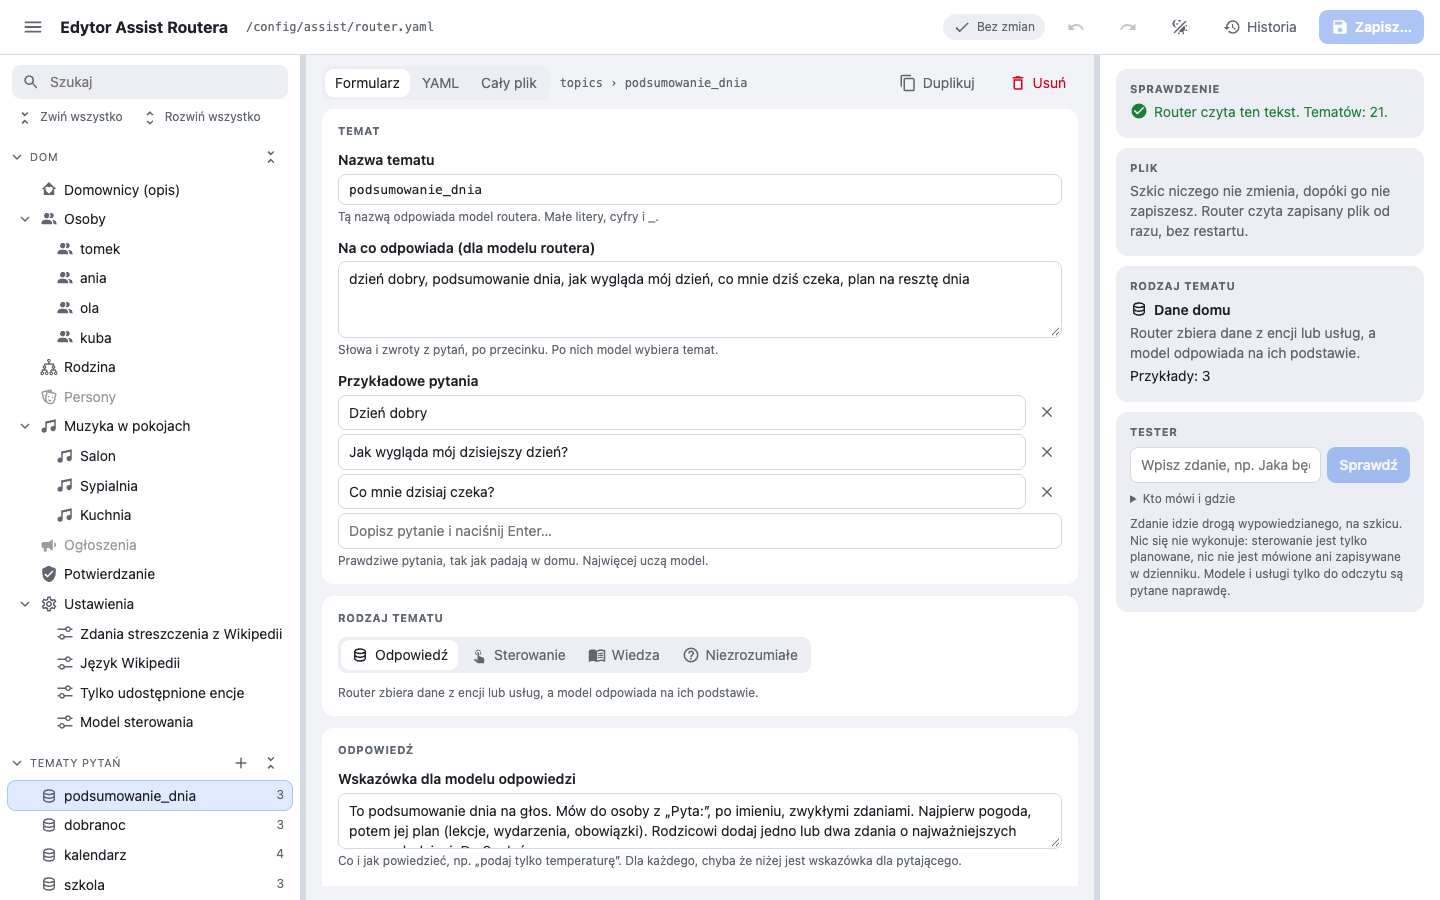 Edytor Assist Routera
/config/assist/router.yaml
Bez zmian
Historia
Zapisz...
Szukaj
Zwiń wszystko
Rozwiń wszystko
DOM
Domownicy (opis)
Osoby
tomek
ania
ola
kuba
Rodzina
Persony
Muzyka w pokojach
Salon
Sypialnia
Kuchnia
Ogłoszenia
Potwierdzanie
Ustawienia
Zdania streszczenia z Wikipedii
Język Wikipedii
Tylko udostępnione encje
Model sterowania
TEMATY PYTAŃ
podsumowanie_dnia 3
dobranoc 3
kalendarz 4
szkola 3
Formularz YAML Cały plik
topics › podsumowanie_dnia
Duplikuj
Usuń
TEMAT
Nazwa tematu
podsumowanie_dnia
Tą nazwą odpowiada model routera. Małe litery, cyfry i _.
Na co odpowiada (dla modelu routera)
dzień dobry, podsumowanie dnia, jak wygląda mój dzień, co mnie dziś czeka, plan na resztę dnia
Słowa i zwroty z pytań, po przecinku. Po nich model wybiera temat.
Przykładowe pytania
Dzień dobry
Jak wygląda mój dzisiejszy dzień?
Co mnie dzisiaj czeka?
Dopisz pytanie i naciśnij Enter...
Prawdziwe pytania, tak jak padają w domu. Najwięcej uczą model.
RODZAJ TEMATU
Odpowiedź Sterowanie Wiedza Niezrozumiałe
Router zbiera dane z encji lub usług, a model odpowiada na ich podstawie.
ODPOWIEDŹ
Wskazówka dla modelu odpowiedzi
To podsumowanie dnia na głos. Mów do osoby z „Pyta:”, po imieniu, zwykłymi zdaniami. Najpierw pogoda,
potem jej plan (lekcje, wydarzenia, obowiązki). Rodzicowi dodaj jedno lub dwa zdania o najważniejszych
Co i jak powiedzieć, np. „podaj tylko temperaturę”. Dla każdego, chyba że niżej jest wskazówka dla pytającego.
SPRAWDZENIE
Router czyta ten tekst. Tematów: 21.
PLIK
Szkic niczego nie zmienia, dopóki go nie
zapiszesz. Router czyta zapisany plik od
razu, bez restartu.
RODZAJ TEMATU
Dane domu
Router zbiera dane z encji lub usług, a
model odpowiada na ich podstawie.
Przykłady: 3
TESTER
Wpisz zdanie, np. Jaka bę
Sprawdź
Kto mówi i gdzie
Zdanie idzie drogą wypowiedzianego, na szkicu.
Nic się nie wykonuje: sterowanie jest tylko
planowane, nic nie jest mówione ani zapisywane
w dzienniku. Modele i usługi tylko do odczytu są
pytane naprawdę.